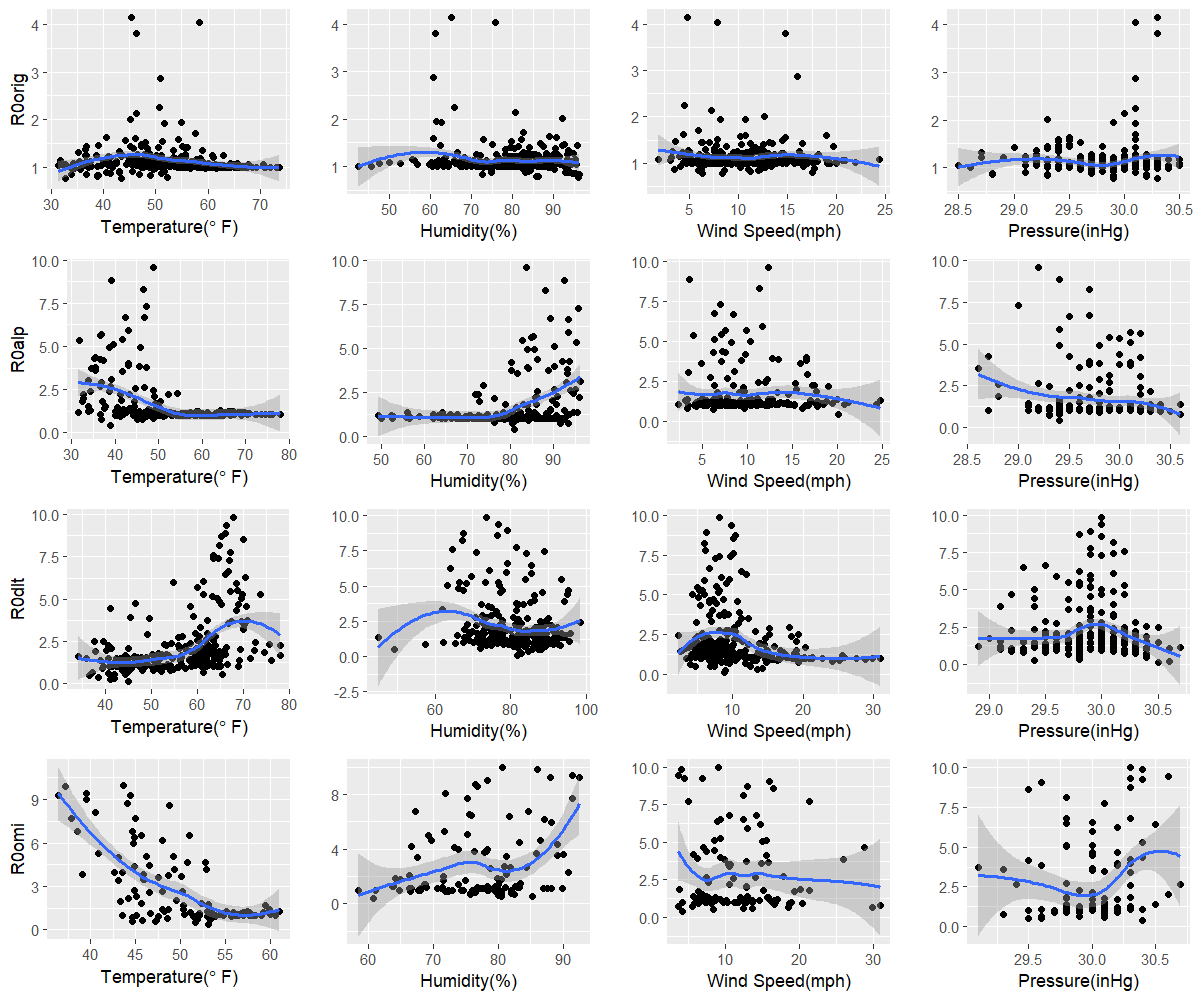 R0orig
4
3
2
1
30 40 50 60 70
Temperature(° F)
4
3
2
1
50 60 70 80 90
Humidity(%)
4
3
2
1
5 10 15 20 25
Wind Speed(mph)
4
3
2
1
28.5 29.0 29.5 30.0 30.5
Pressure(inHg)
R0alp
10.0
7.5
5.0
2.5
0.0
30 40 50 60 70 80
Temperature(° F)
10.0
7.5
5.0
2.5
0.0
50 60 70 80 90
Humidity(%)
10.0
7.5
5.0
2.5
0.0
5 10 15 20 25
Wind Speed(mph)
10.0
7.5
5.0
2.5
0.0
28.5 29.0 29.5 30.0 30.5
Pressure(inHg)
R0dlt
10.0
7.5
5.0
2.5
0.0
40 50 60 70 80
Temperature(° F)
10.0
7.5
5.0
2.5
0.0
-2.5
60 80 100
Humidity(%)
10.0
7.5
5.0
2.5
0.0
10 20 30
Wind Speed(mph)
10.0
7.5
5.0
2.5
0.0
29.0 29.5 30.0 30.5
Pressure(inHg)
R0omi
9
6
3
0
40 45 50 55 60
Temperature(° F)
8
4
0
60 70 80 90
Humidity(%)
10.0
7.5
5.0
2.5
0.0
10 20 30
Wind Speed(mph)
10.0
7.5
5.0
2.5
0.0
29.5 30.0 30.5
Pressure(inHg)